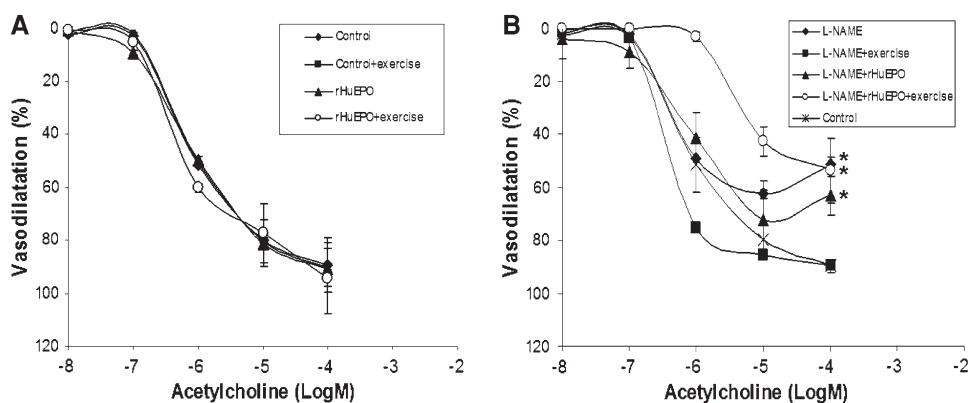 A
Vasodilatation (%)
0
20
40
60
80
100
120
-8 -7 -6 -5 -4 -3 -2
Acetylcholine (LogM)
Control
Control+exercise
rHuEPO
rHuEPO+exercise
B
Vasodilatation (%)
0
20
40
60
80
100
120
-8 -7 -6 -5 -4 -3 -2
Acetylcholine (LogM)
L-NAME
L-NAME+exercise
L-NAME+rHuEPO
L-NAME+rHuEPO+exercise
Control
*
*
*